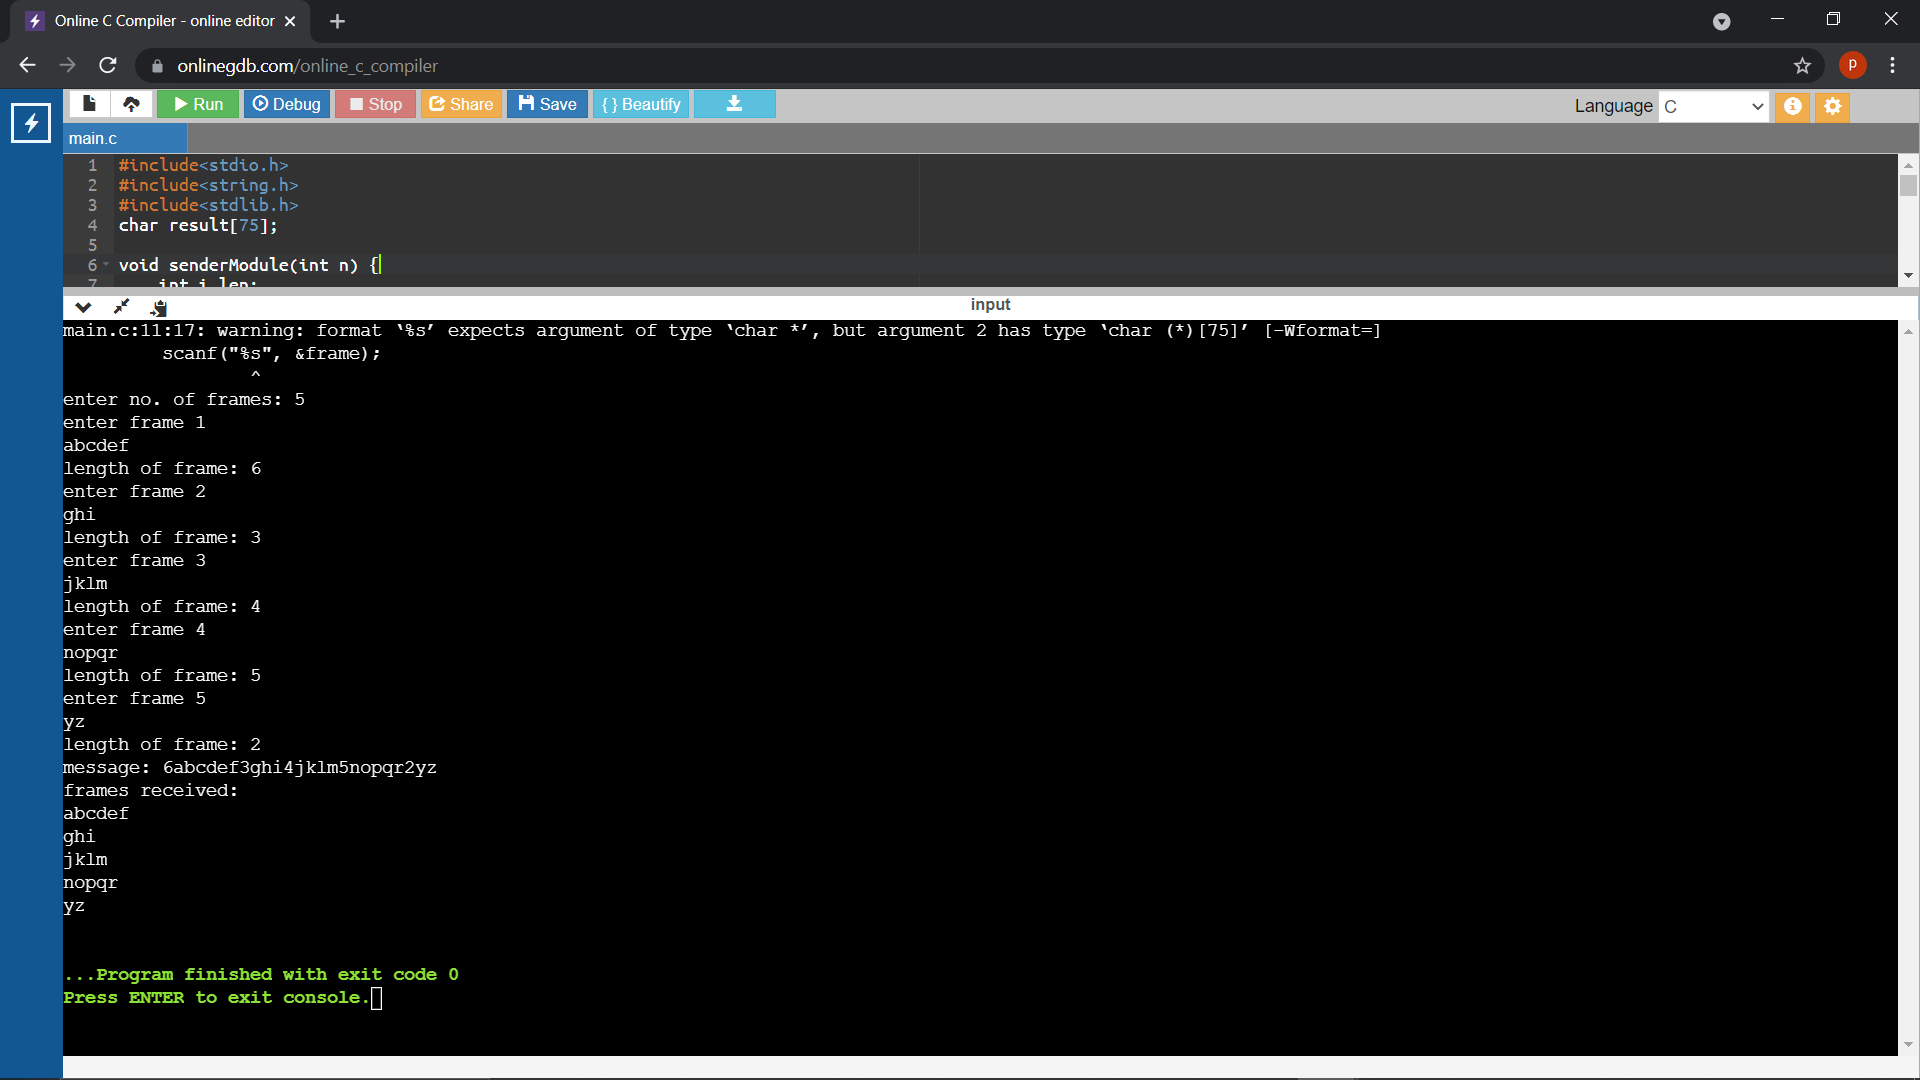 Online C Compiler - online editor
onlinegdb.com/online_c_compiler
P
Run
Debug
Stop
Share
Save
{ } Beautify
Language
C
main.c
1 #include<stdio.h>
2 #include<string.h>
3 #include<stdlib.h>
4 char result[75];
5
6 void senderModule(int n) {
7 int i,len;
input
main.c:11:17: warning: format ‘%s’ expects argument of type ‘char *’, but argument 2 has type ‘char (*)[75]’ [-Wformat=]
scanf("%s", &frame);
^
enter no. of frames: 5
enter frame 1
abcdef
length of frame: 6
enter frame 2
ghi
length of frame: 3
enter frame 3
jklm
length of frame: 4
enter frame 4
nopqr
length of frame: 5
enter frame 5
yz
length of frame: 2
message: 6abcdef3ghi4jklm5nopqr2yz
frames received:
abcdef
ghi
jklm
nopqr
yz
...Program finished with exit code 0
Press ENTER to exit console.